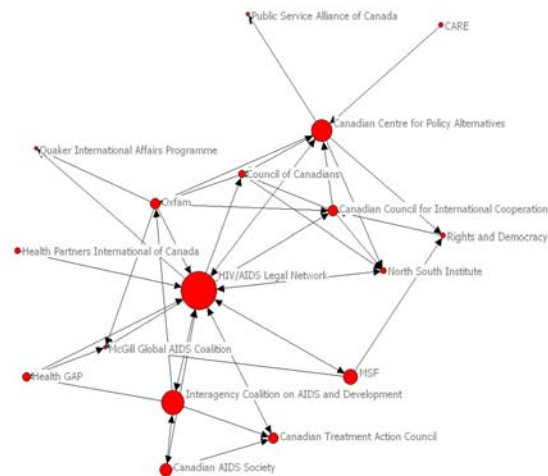 Public Service Alliance of Canada
CARE
Canadian Centre for Policy Alternatives
Quaker International Affairs Programme
Council of Canadians
Oxfam
Canadian Council for International Cooperation
Rights and Democracy
Health Partners International of Canada
North South Institute
HIV/AIDS Legal Network
McGill Global AIDS Coalition
Health GAP
MSF
Interagency Coalition on AIDS and Development
Canadian Treatment Action Council
Canadian AIDS Society